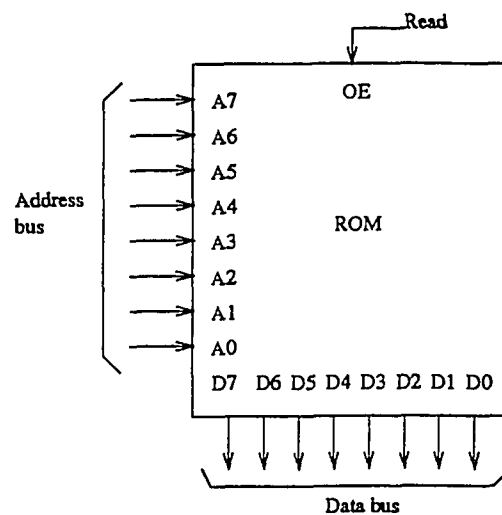 Read
OE
A7
A6
A5
A4
A3
A2
A1
A0
Address
bus
ROM
D7 D6 D5 D4 D3 D2 D1 D0
Data bus